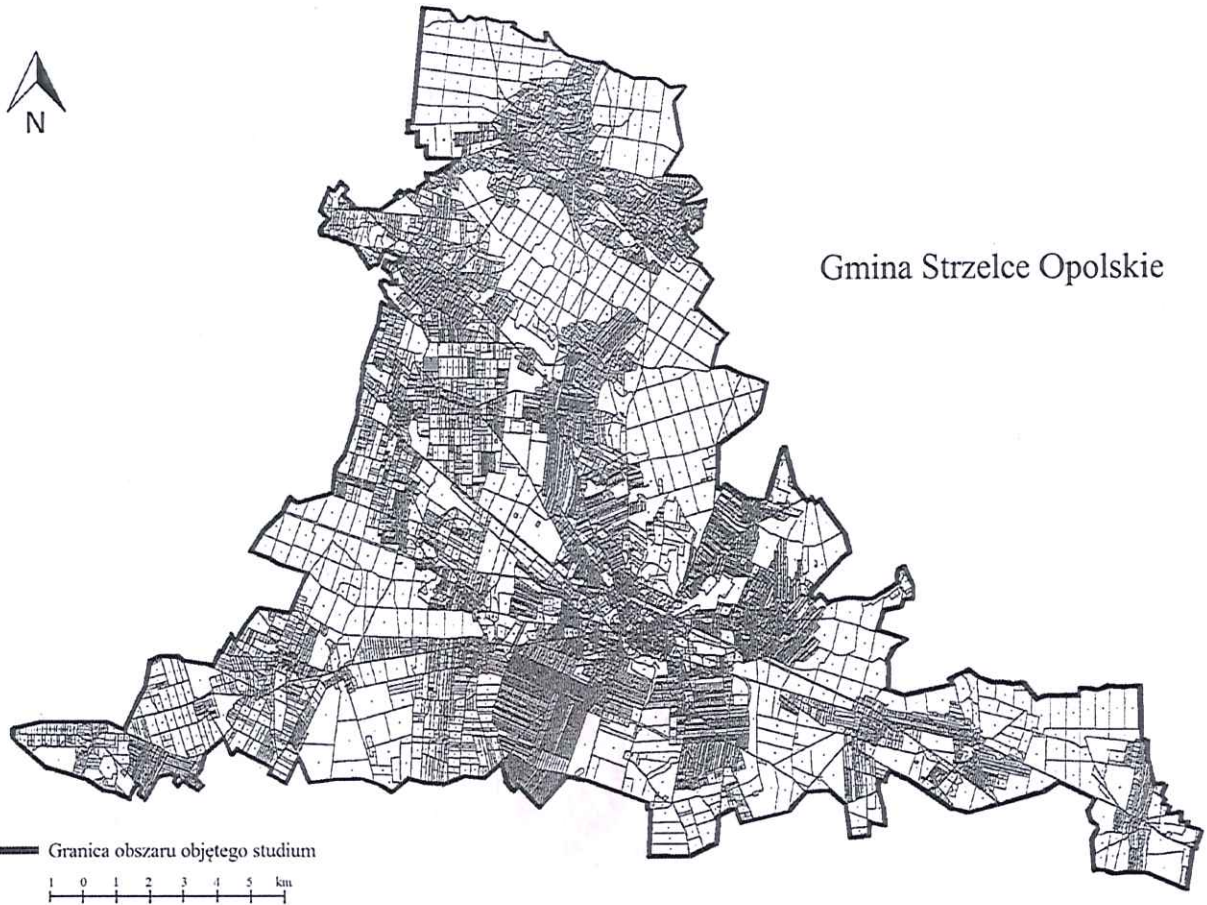 N
Gmina Strzelce Opolskie
Granica obszaru objętego studium
1 0 1 2 3 4 5 km